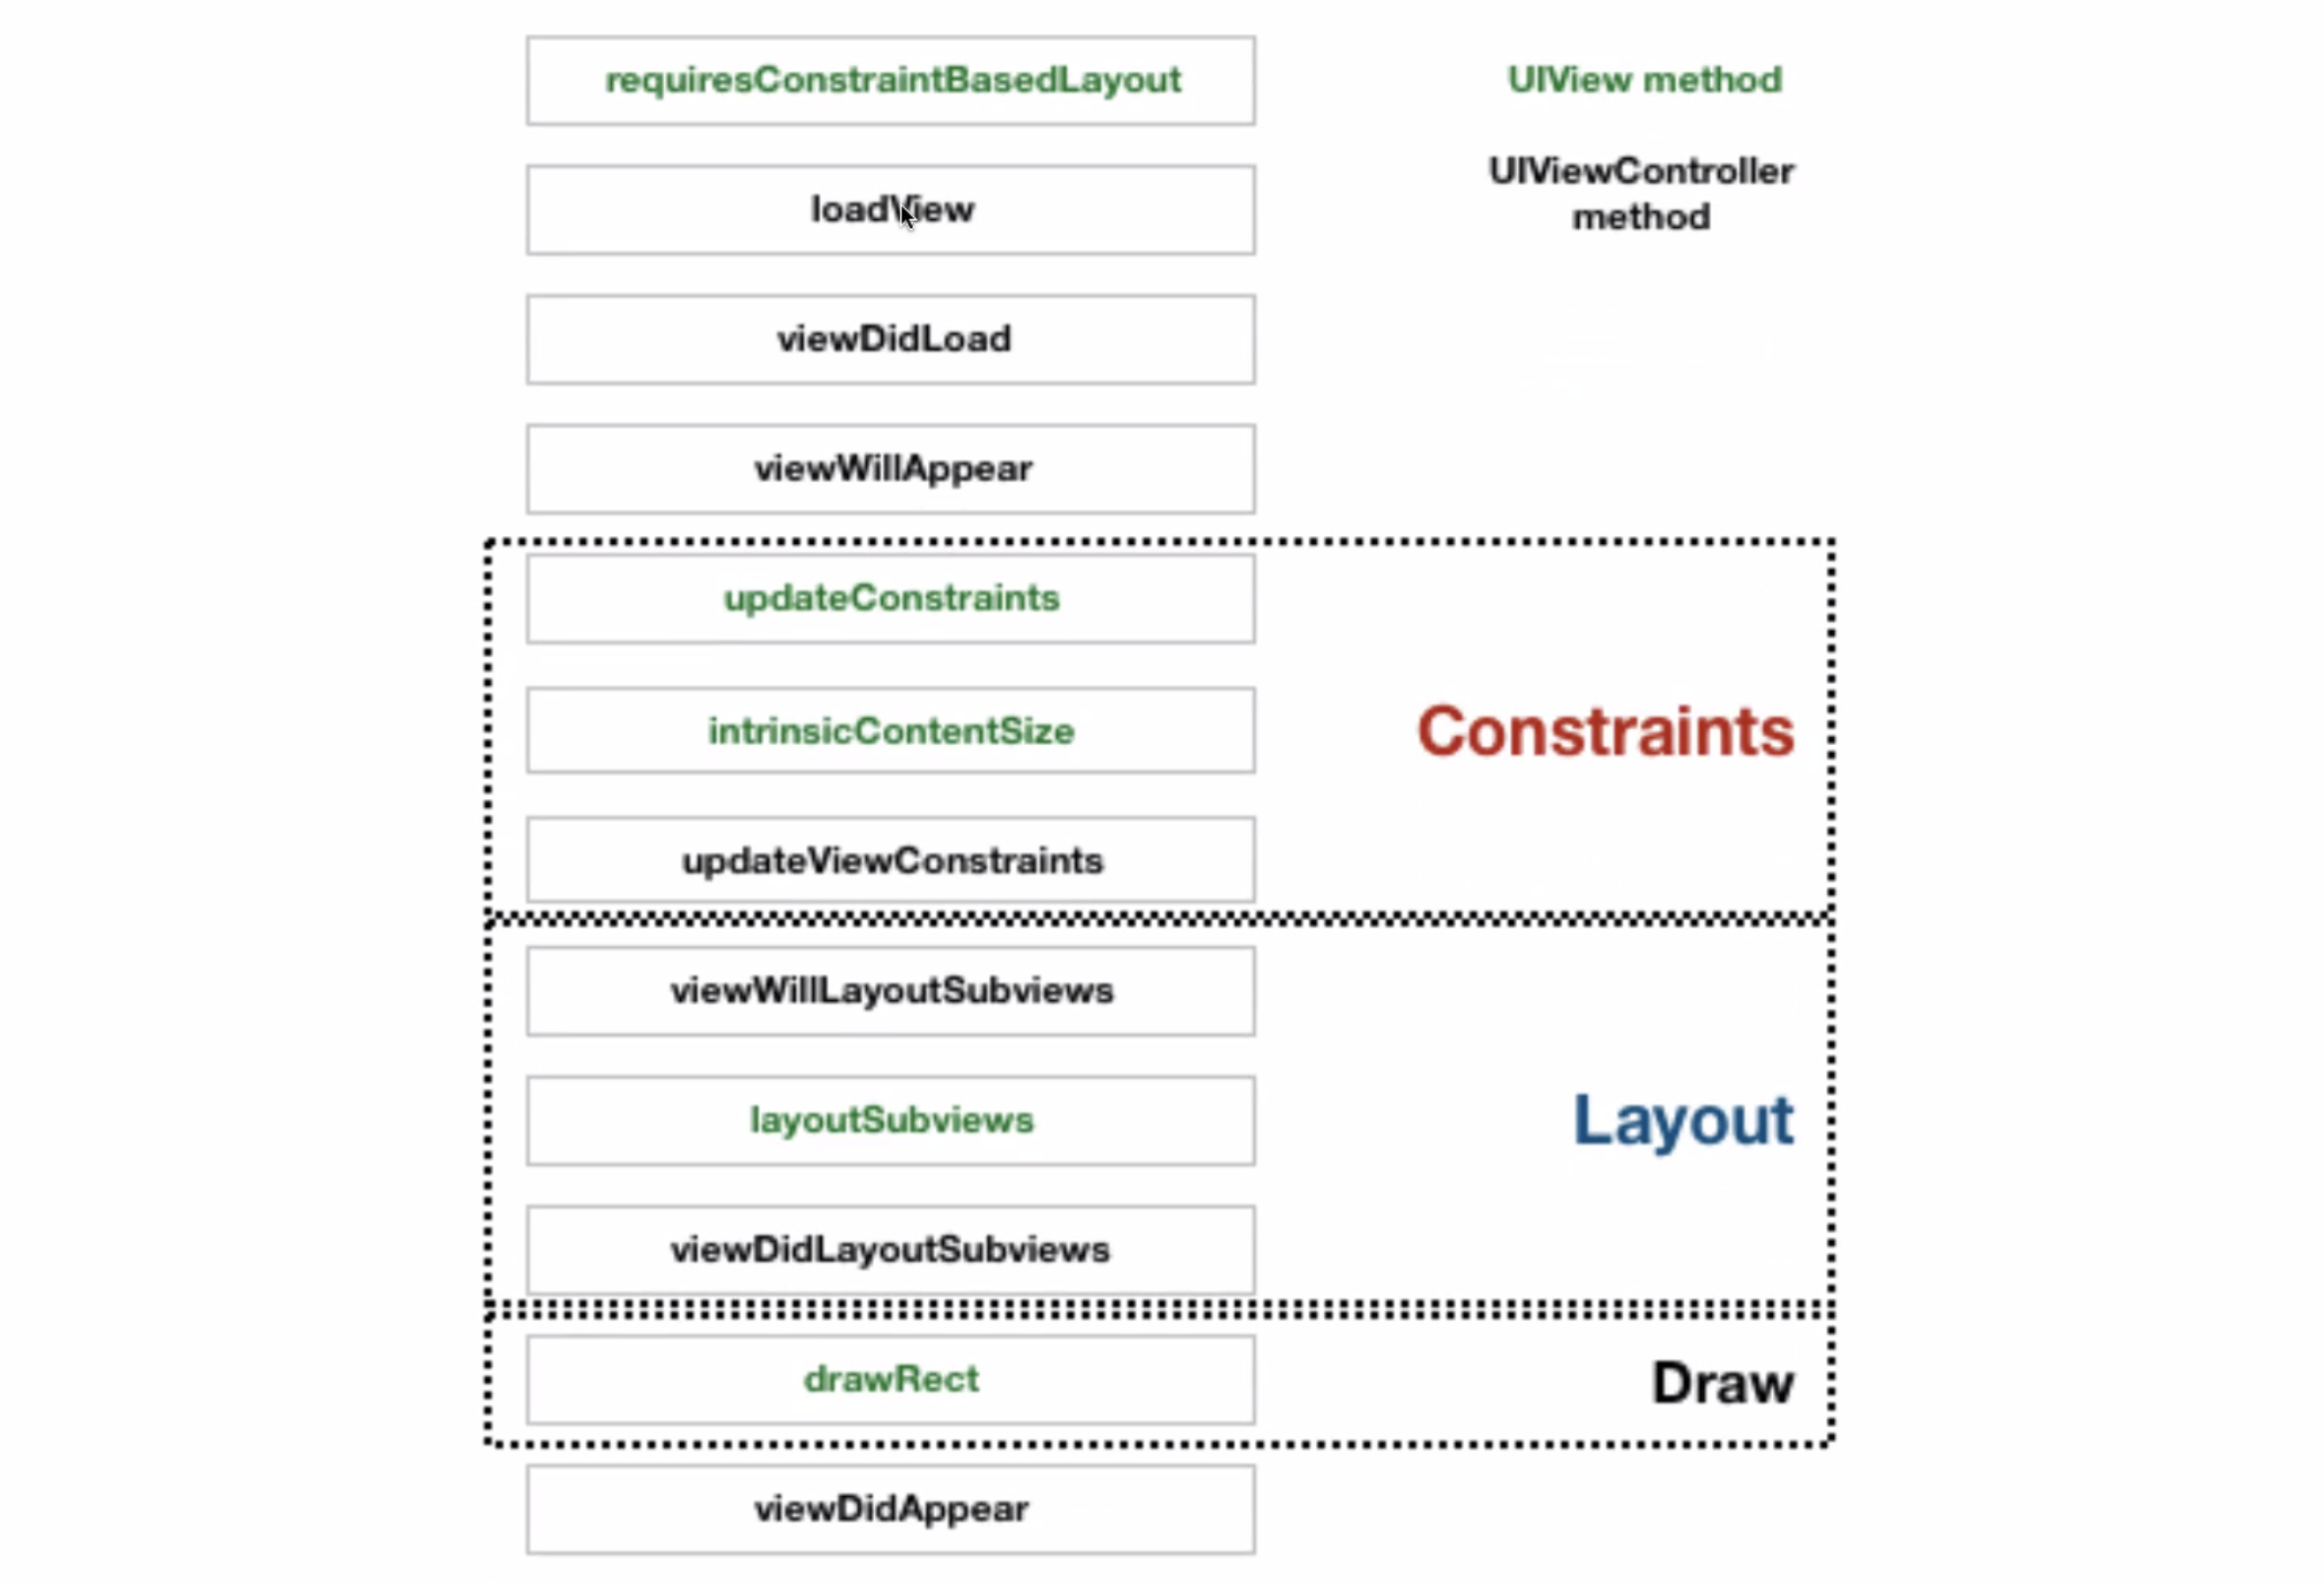 requiresConstraintBasedLayout
UIView method
loadView
UIViewController
method
viewDidLoad
viewWillAppear
updateConstraints
intrinsicContentSize
Constraints
updateViewConstraints
viewWillLayoutSubviews
layoutSubviews
Layout
viewDidLayoutSubviews
drawRect
Draw
viewDidAppear